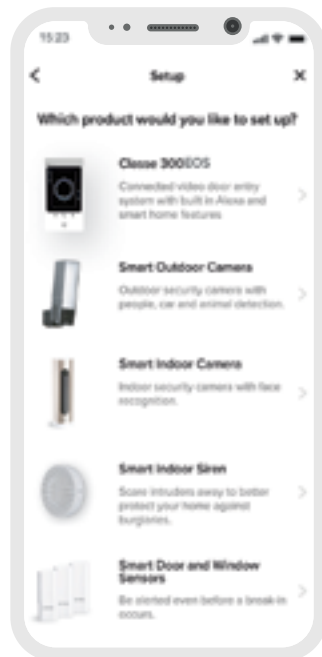 15:23
Setup
Which product would you like to set up?
Classe 300EOS
Connected video door entry
system with built in Alexa and
smart home features
Smart Outdoor Camera
Outdoor security camera with
people, car and animal detection.
Smart Indoor Camera
Indoor security camera with face
recognition.
Smart Indoor Siren
Scare intruders away to better
protect your home against
burglaries.
Smart Door and Window
Sensors
Be alerted even before a break-in
occurs.